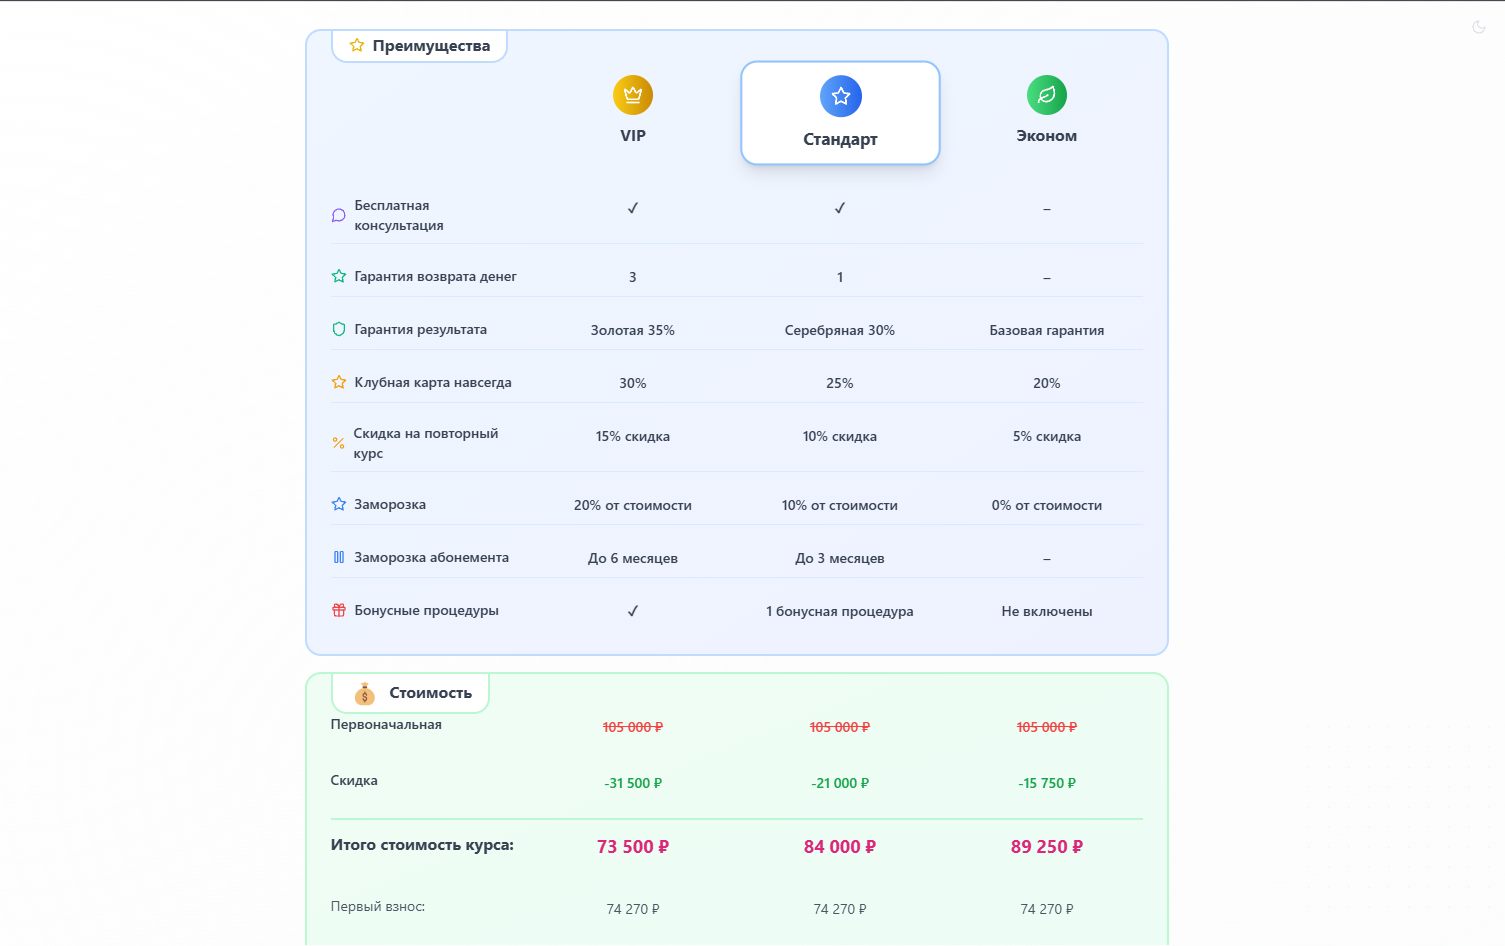 Преимущества
VIP
Стандарт
Эконом
Бесплатная
консультация
✓ ✓ –
Гарантия возврата денег 3 1 –
Гарантия результата Золотая 35% Серебряная 30% Базовая гарантия
Клубная карта навсегда 30% 25% 20%
Скидка на повторный
курс
15% скидка 10% скидка 5% скидка
Заморозка 20% от стоимости 10% от стоимости 0% от стоимости
Заморозка абонемента До 6 месяцев До 3 месяцев –
Бонусные процедуры ✓ 1 бонусная процедура Не включены
Стоимость
Первоначальная 105 000 ₽ 105 000 ₽ 105 000 ₽
Скидка -31 500 ₽ -21 000 ₽ -15 750 ₽
Итого стоимость курса: 73 500 ₽ 84 000 ₽ 89 250 ₽
Первый взнос: 74 270 ₽ 74 270 ₽ 74 270 ₽